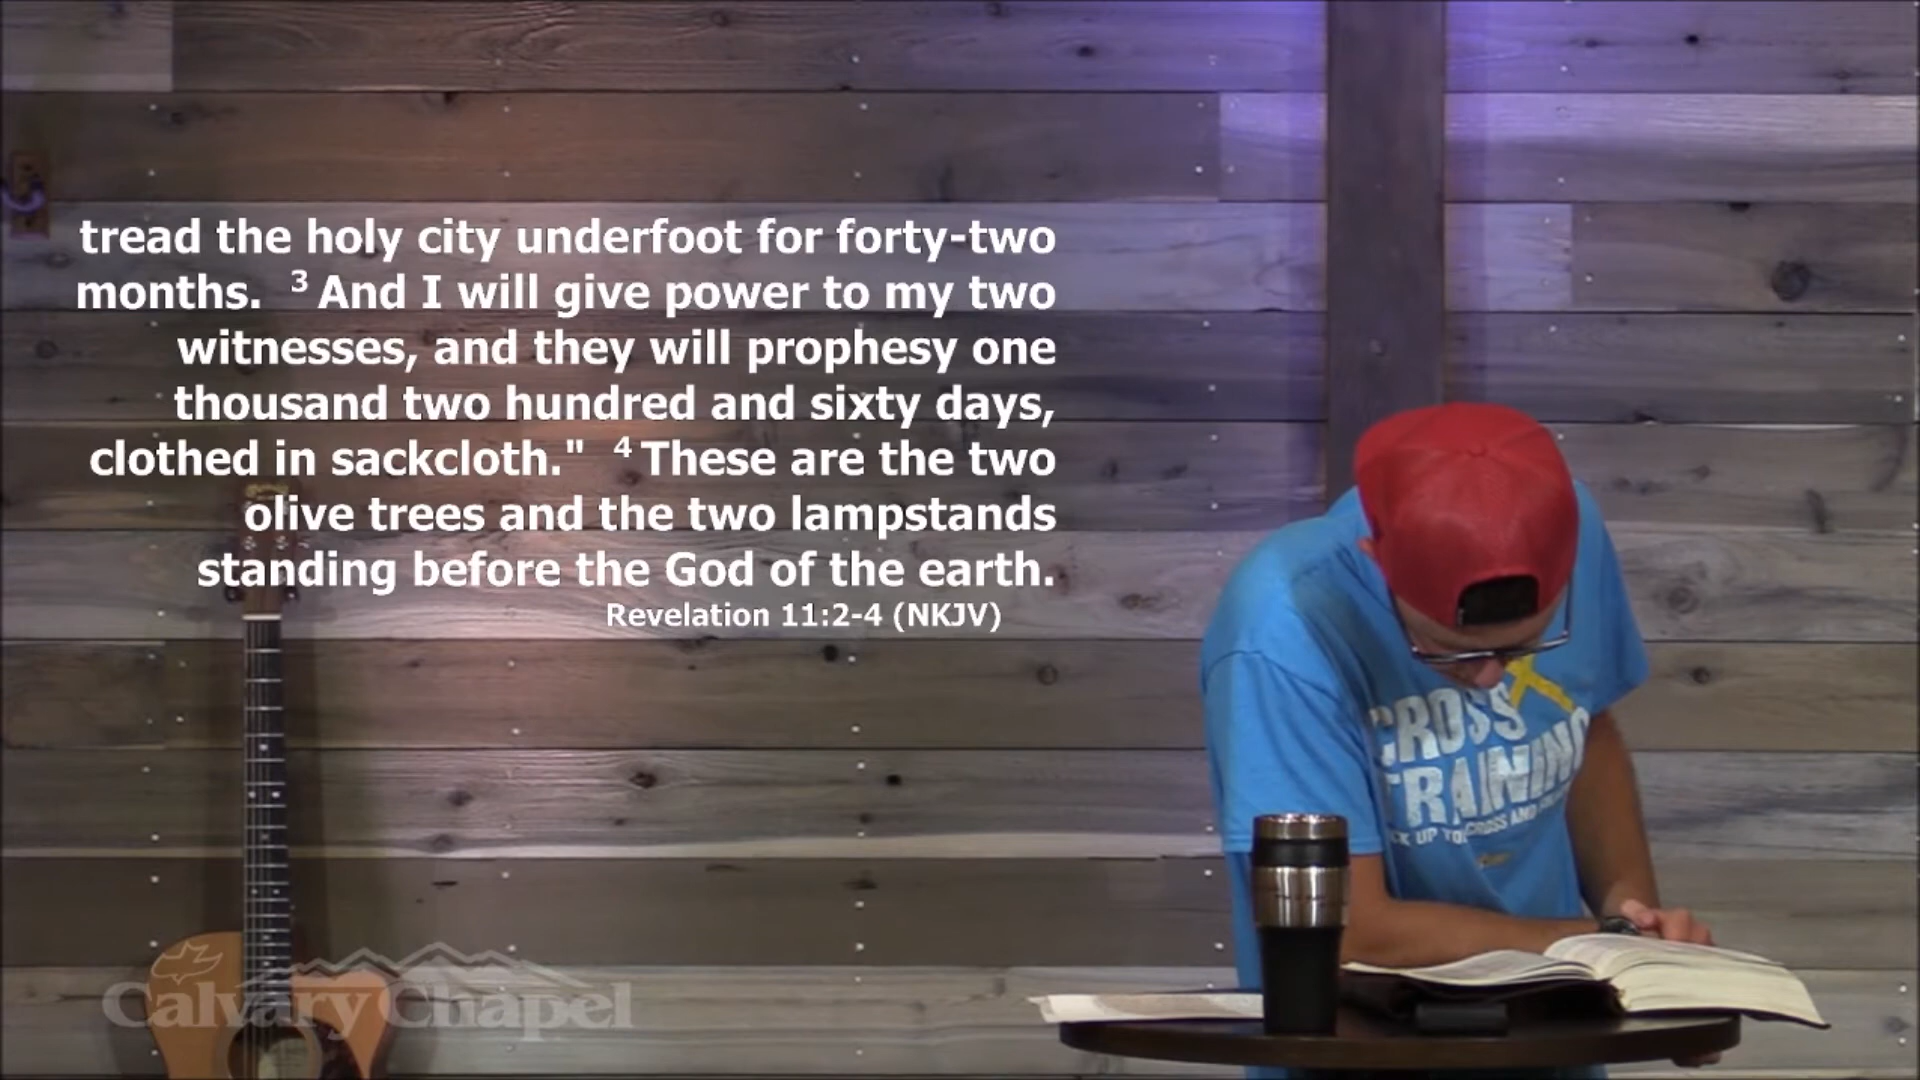 tread the holy city underfoot for forty-two
months. ³ And I will give power to my two
witnesses, and they will prophesy one
thousand two hundred and sixty days,
clothed in sackcloth." ⁴ These are the two
olive trees and the two lampstands
standing before the God of the earth.
Revelation 11:2-4 (NKJV)
CROSS
TRAINING
UP CROSS AND
Calvary Chapel